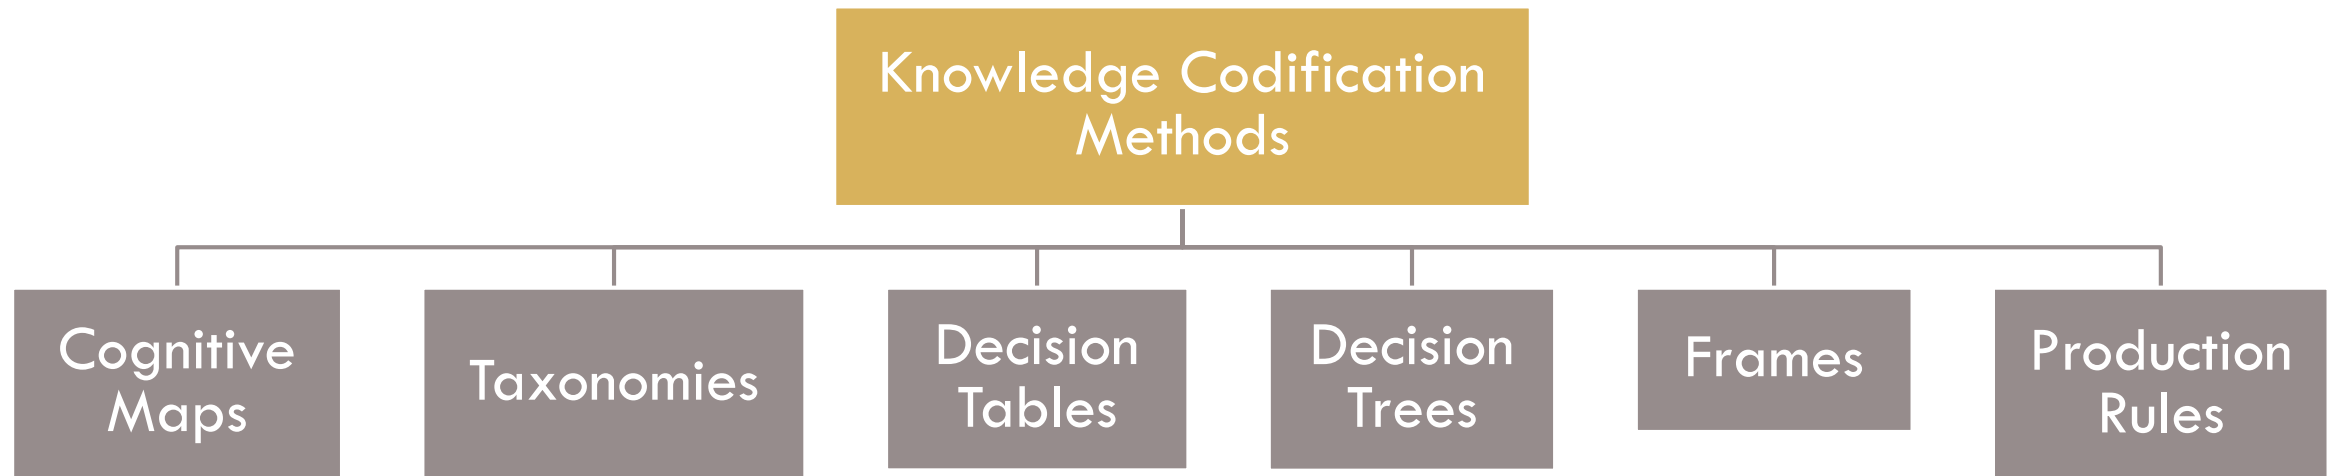 Knowledge Codification
Methods
Cognitive
Maps
Taxonomies
Decision
Tables
Decision
Trees
Frames
Production
Rules